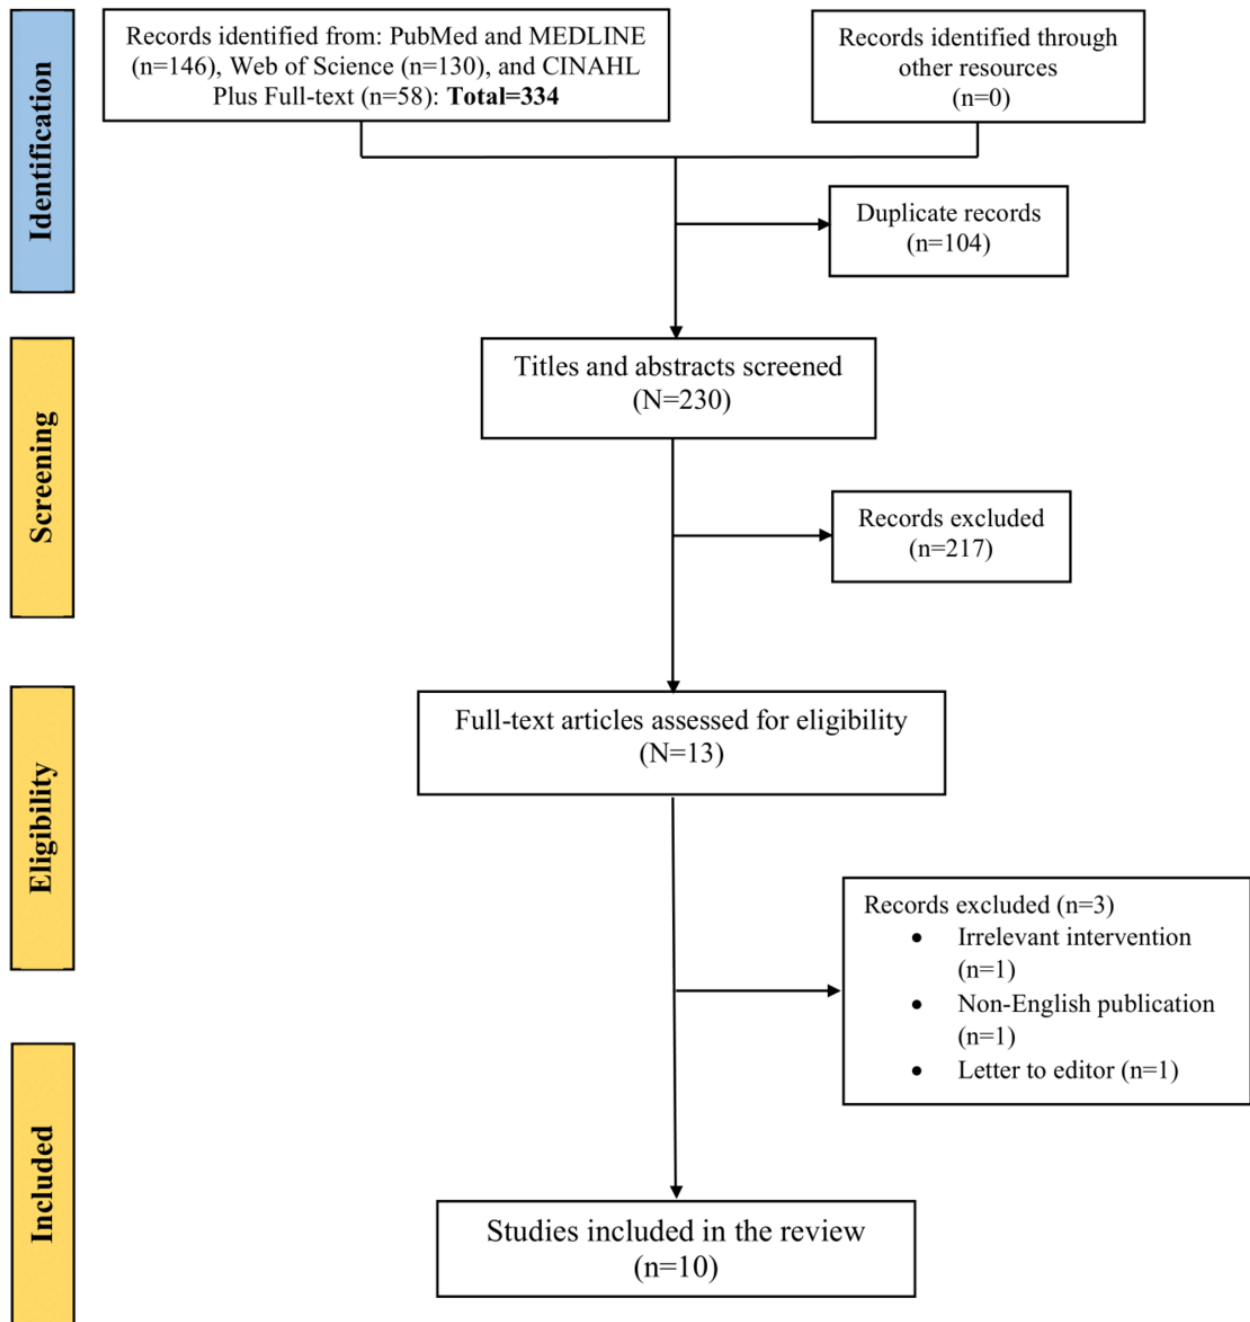 Identification
Records identified from: PubMed and MEDLINE
(n=146), Web of Science (n=130), and CINAHL
Plus Full-text (n=58): Total=334
Records identified through
other resources
(n=0)
Duplicate records
(n=104)
Screening
Titles and abstracts screened
(N=230)
Records excluded
(n=217)
Eligibility
Full-text articles assessed for eligibility
(N=13)
Records excluded (n=3)
• Irrelevant intervention
(n=1)
• Non-English publication
(n=1)
• Letter to editor (n=1)
Included
Studies included in the review
(n=10)